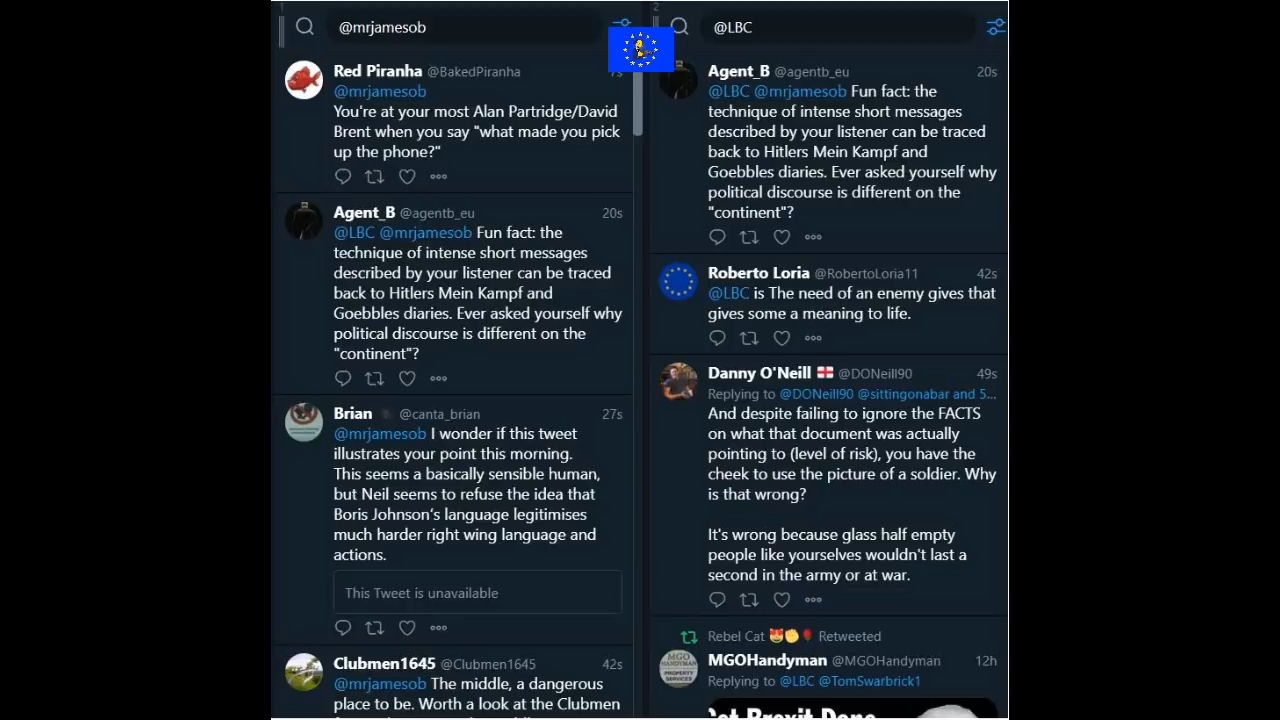 1
@mrjamesob
Red Piranha @BakedPiranha
7s
@mrjamesob
You're at your most Alan Partridge/David
Brent when you say "what made you pick
up the phone?"
Agent_B @agentb_eu 20s
@LBC @mrjamesob Fun fact: the
technique of intense short messages
described by your listener can be traced
back to Hitlers Mein Kampf and
Goebbles diaries. Ever asked yourself why
political discourse is different on the
"continent"?
Brian @canta_brian 27s
@mrjamesob I wonder if this tweet
illustrates your point this morning.
This seems a basically sensible human,
but Neil seems to refuse the idea that
Boris Johnson's language legitimises
much harder right wing language and
actions.
This Tweet is unavailable
Clubmen1645 @Clubmen1645 42s
@mrjamesob The middle, a dangerous
place to be. Worth a look at the Clubmen
2
@LBC
Agent_B @agentb_eu 20s
@LBC @mrjamesob Fun fact: the
technique of intense short messages
described by your listener can be traced
back to Hitlers Mein Kampf and
Goebbles diaries. Ever asked yourself why
political discourse is different on the
"continent"?
Roberto Loria @RobertoLoria11 42s
@LBC is The need of an enemy gives that
gives some a meaning to life.
Danny O'Neill @DONeill90 49s
Replying to @DONeill90 @sittingonabar and 5...
And despite failing to ignore the FACTS
on what that document was actually
pointing to (level of risk), you have the
cheek to use the picture of a soldier. Why
is that wrong?
It's wrong because glass half empty
people like yourselves wouldn't last a
second in the army or at war.
Rebel Cat Retweeted
MGOHandyman @MGOHandyman 12h
MGO
HANDYMAN
PROPERTY
SERVICES
Replying to @LBC @TomSwarbrick1
Get Brexit Done